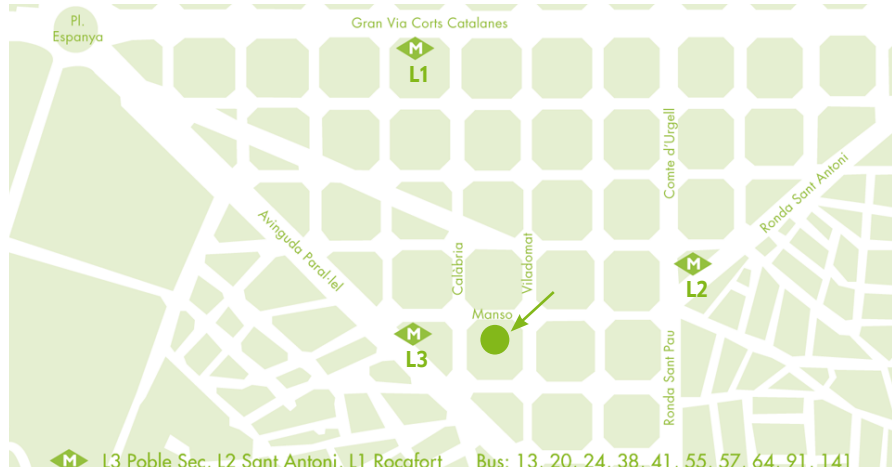 Pl.
Espanya
Gran Via Corts Catalanes
M
L1
Comte d'Urgell
Ronda Sant Antoni
Avinguda Paral·lel
Calàbria
Viladomat
M
L2
Manso
M
L3
Ronda Sant Pau
M L3 Poble Sec, L2 Sant Antoni, L1 Rocafort Bus: 13, 20, 24, 38, 41, 55, 57, 64, 91, 141